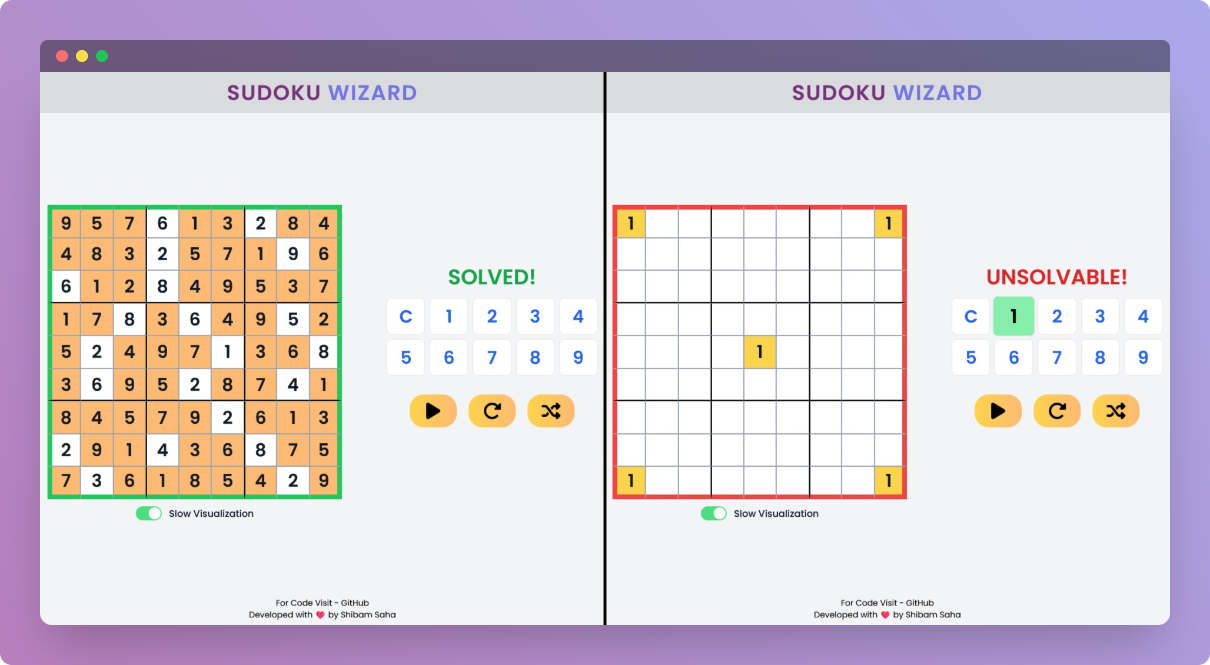 SUDOKU WIZARD
9 5 7 6 1 3 2 8 4
4 8 3 2 5 7 1 9 6
6 1 2 8 4 9 5 3 7
1 7 8 3 6 4 9 5 2
5 2 4 9 7 1 3 6 8
3 6 9 5 2 8 7 4 1
8 4 5 7 9 2 6 1 3
2 9 1 4 3 6 8 7 5
7 3 6 1 8 5 4 2 9
SOLVED!
C 1 2 3 4
5 6 7 8 9
Slow Visualization
For Code Visit - GitHub
Developed with ❤ by Shibam Saha
SUDOKU WIZARD
1 1
1
1 1
UNSOLVABLE!
C 1 2 3 4
5 6 7 8 9
Slow Visualization
For Code Visit - GitHub
Developed with ❤ by Shibam Saha